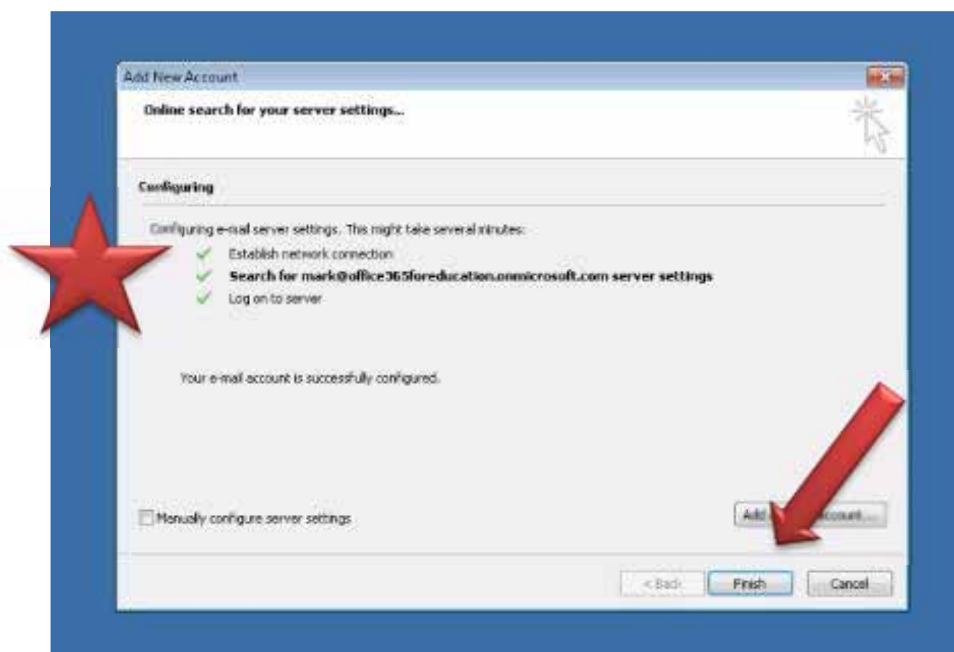 Add New Account
Online search for your server settings...
Configuring
Configuring e-mail server settings. This might take several minutes:
Establish network connection
Search for mark@office365foreducation.onmicrosoft.com server settings
Log on to server
Your e-mail account is successfully configured.
Manually configure server settings
Add
< Back
Finish
Cancel